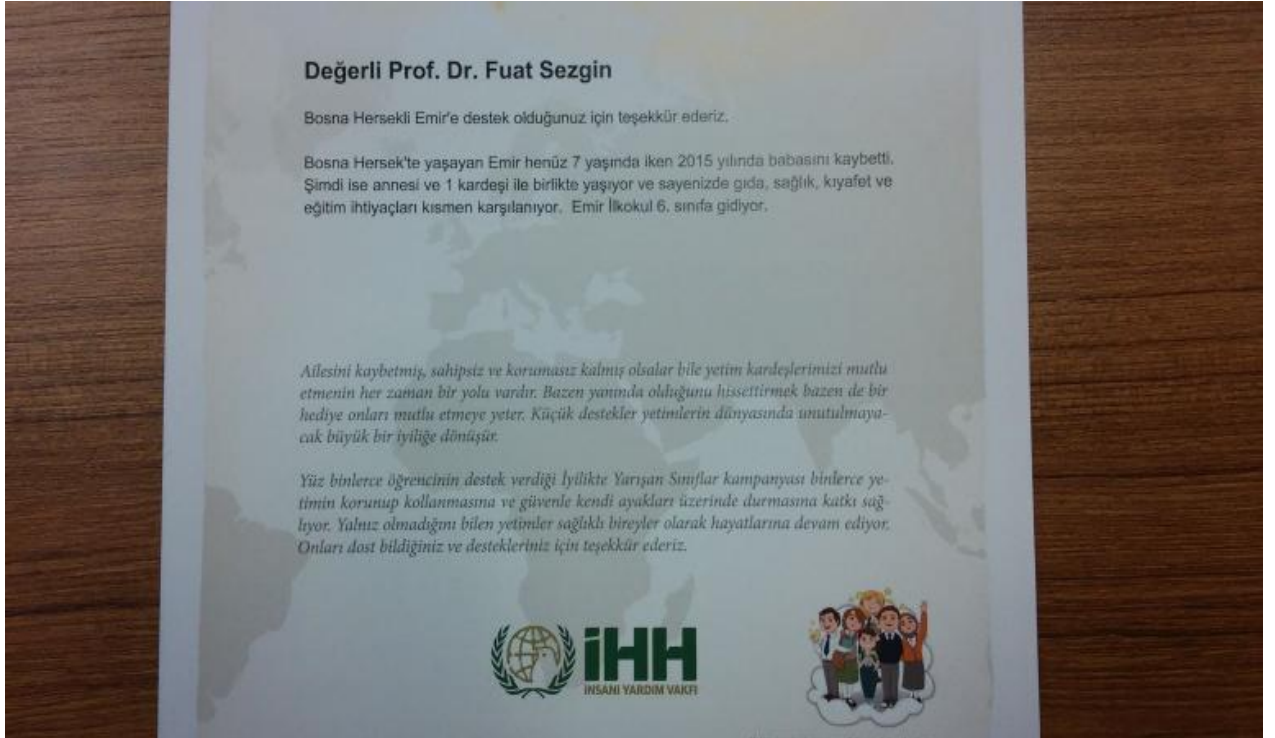 Değerli Prof. Dr. Fuat Sezgin
Bosna Hersekli Emir'e destek olduğunuz için teşekkür ederiz.
Bosna Hersek'te yaşayan Emir henüz 7 yaşında iken 2015 yılında babasını kaybetti.
Şimdi ise annesi ve 1 kardeşi ile birlikte yaşıyor ve sayenizde gıda, sağlık, kıyafet ve
eğitim ihtiyaçları kısmen karşılanıyor. Emir İlkokul 6. sınıfa gidiyor.
Ailesini kaybetmiş, sahipsiz ve korumasız kalmış olsalar bile yetim kardeşlerimizi mutlu
etmenin her zaman bir yolu vardır. Bazen yanında olduğunu hissettirmek bazen de bir
hediye onları mutlu etmeye yeter. Küçük destekler yetimlerin dünyasında unutulmaya-
cak büyük bir iyiliğe dönüşür.
Yüz binlerce öğrencinin destek verdiği İyilikte Yarışan Sınıflar kampanyası binlerce ye-
timin korunup kollanmasına ve güvenle kendi ayakları üzerinde durmasına katkı sağ-
lıyor. Yalnız olmadığını bilen yetimler sağlıklı bireyler olarak hayatlarına devam ediyor.
Onları dost bildiğiniz ve destekleriniz için teşekkür ederiz.
İHH
İNSANİ YARDIM VAKFI